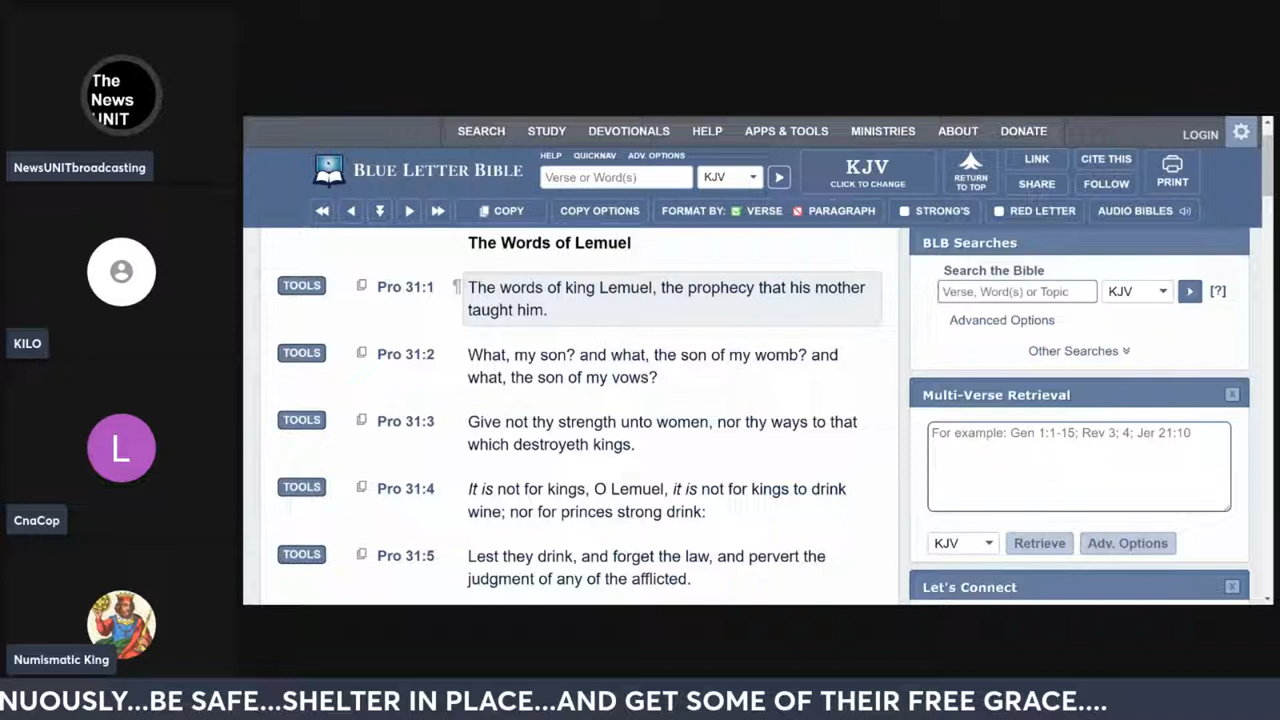 The
News
UNIT
NewsUNITbroadcasting
KILO
L
CnaCop
Numismatic King
SEARCH STUDY DEVOTIONALS HELP APPS & TOOLS MINISTRIES ABOUT DONATE
LOGIN
BLUE LETTER BIBLE
HELP QUICKNAV ADV. OPTIONS
Verse or Word(s) KJV
KJV
CLICK TO CHANGE
RETURN
TO TOP
LINK CITE THIS
SHARE FOLLOW
PRINT
COPY COPY OPTIONS FORMAT BY: VERSE PARAGRAPH STRONG'S RED LETTER AUDIO BIBLES
The Words of Lemuel
TOOLS Pro 31:1 ¶ The words of king Lemuel, the prophecy that his mother
taught him.
TOOLS Pro 31:2 What, my son? and what, the son of my womb? and
what, the son of my vows?
TOOLS Pro 31:3 Give not thy strength unto women, nor thy ways to that
which destroyeth kings.
TOOLS Pro 31:4 It is not for kings, O Lemuel, it is not for kings to drink
wine; nor for princes strong drink:
TOOLS Pro 31:5 Lest they drink, and forget the law, and pervert the
judgment of any of the afflicted.
BLB Searches
Search the Bible
Verse, Word(s) or Topic KJV [?]
Advanced Options
Other Searches
Multi-Verse Retrieval x
For example: Gen 1:1-15; Rev 3; 4; Jer 21:10
KJV Retrieve Adv. Options
Let's Connect x
NUOUSLY...BE SAFE...SHELTER IN PLACE...AND GET SOME OF THEIR FREE GRACE....